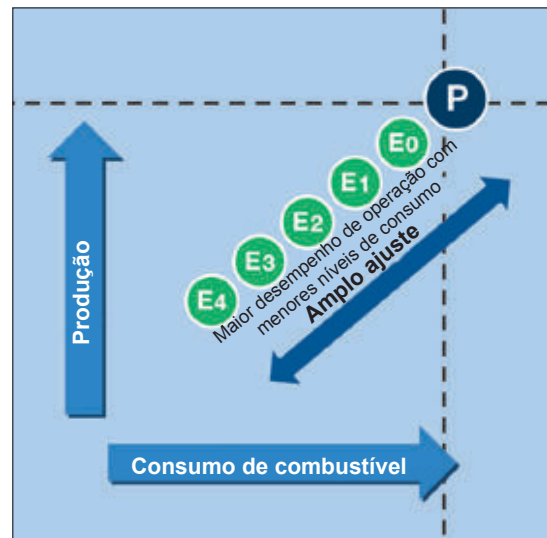 P
E0
E1
E2
E3
E4
Maior desempenho de operação com
menores níveis de consumo
Amplo ajuste
Produção
Consumo de combustível